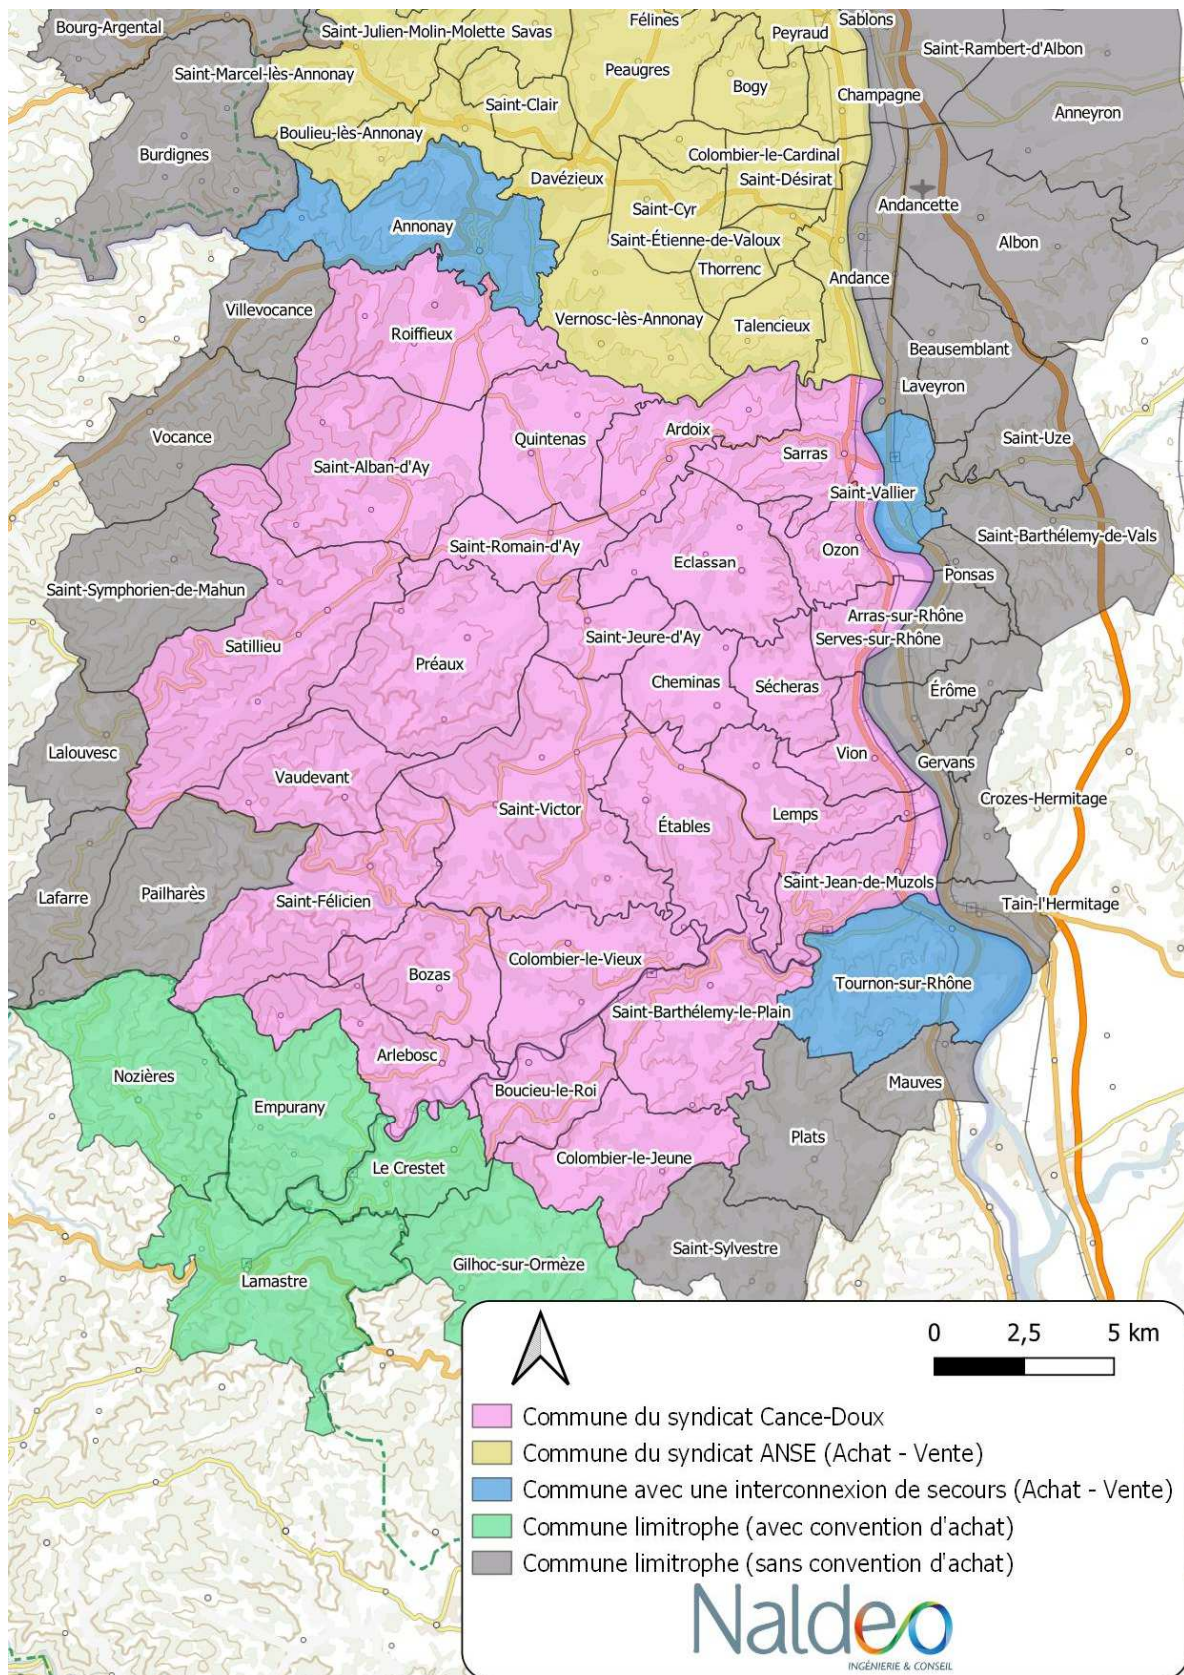 Bourg-Argental
Saint-Julien-Molin-Molette
Savas
Félines
Peyraud
Sablons
Saint-Rambert-d'Albon
Saint-Marcel-lès-Annonay
Peaugres
Bogy
Champagne
Anneyron
Saint-Clair
Boulieu-lès-Annonay
Burdignes
Colombier-le-Cardinal
Davézieux
Saint-Désirat
Andancette
Saint-Cyr
Annonay
Saint-Étienne-de-Valoux
Albon
Thorrenc
Andance
Villevocance
Vernosc-lès-Annonay
Talencieux
Roiffieux
Beausemblant
Laveyron
Vocance
Quintenas
Ardoix
Saint-Uze
Sarras
Saint-Alban-d'Ay
Saint-Vallier
Saint-Barthélemy-de-Vals
Saint-Romain-d'Ay
Ozon
Eclassan
Ponsas
Saint-Symphorien-de-Mahun
Arras-sur-Rhône
Saint-Jeure-d'Ay
Serves-sur-Rhône
Satillieu
Préaux
Cheminas
Sécheras
Érôme
Lalouvesc
Vion
Gervans
Vaudevant
Crozes-Hermitage
Saint-Victor
Lemps
Étables
Saint-Jean-de-Muzols
Lafarre
Pailharès
Saint-Félicien
Tain-l'Hermitage
Colombier-le-Vieux
Bozas
Tournon-sur-Rhône
Saint-Barthélemy-le-Plain
Arlebosc
Nozières
Boucieu-le-Roi
Mauves
Empurany
Plats
Colombier-le-Jeune
Le Crestet
Saint-Sylvestre
Gilhoc-sur-Ormèze
Lamastre
0 2,5 5 km
Commune du syndicat Cance-Doux
Commune du syndicat ANSE (Achat - Vente)
Commune avec une interconnexion de secours (Achat - Vente)
Commune limitrophe (avec convention d'achat)
Commune limitrophe (sans convention d'achat)
Naldeo
INGÉNIERIE & CONSEIL